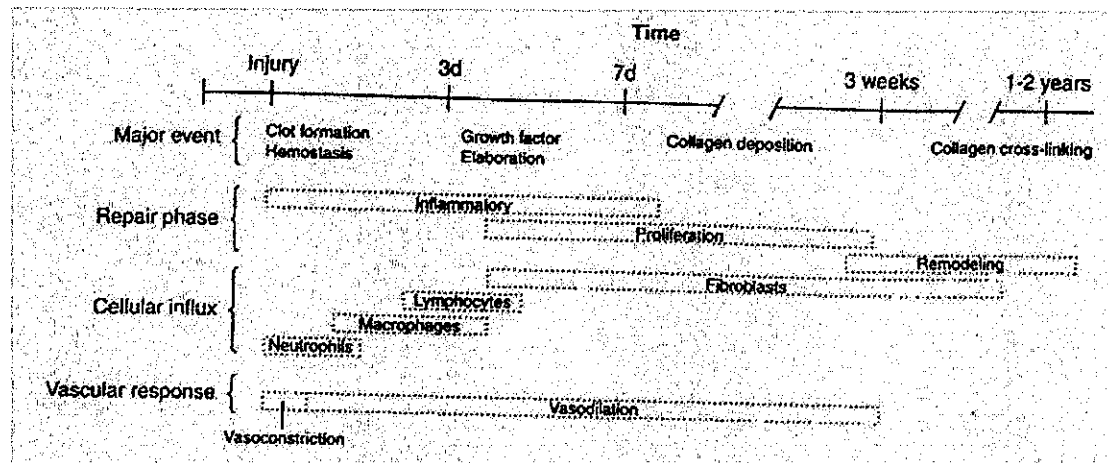 Time
Injury 3d 7d 3 weeks 1-2 years
Major event
Clot formation
Hemostasis
Growth factor
Elaboration
Collagen deposition
Collagen cross-linking
Repair phase
Inflammatory
Proliferation
Remodeling
Cellular influx
Fibroblasts
Lymphocytes
Macrophages
Neutrophils
Vascular response
Vasodilation
Vasoconstriction